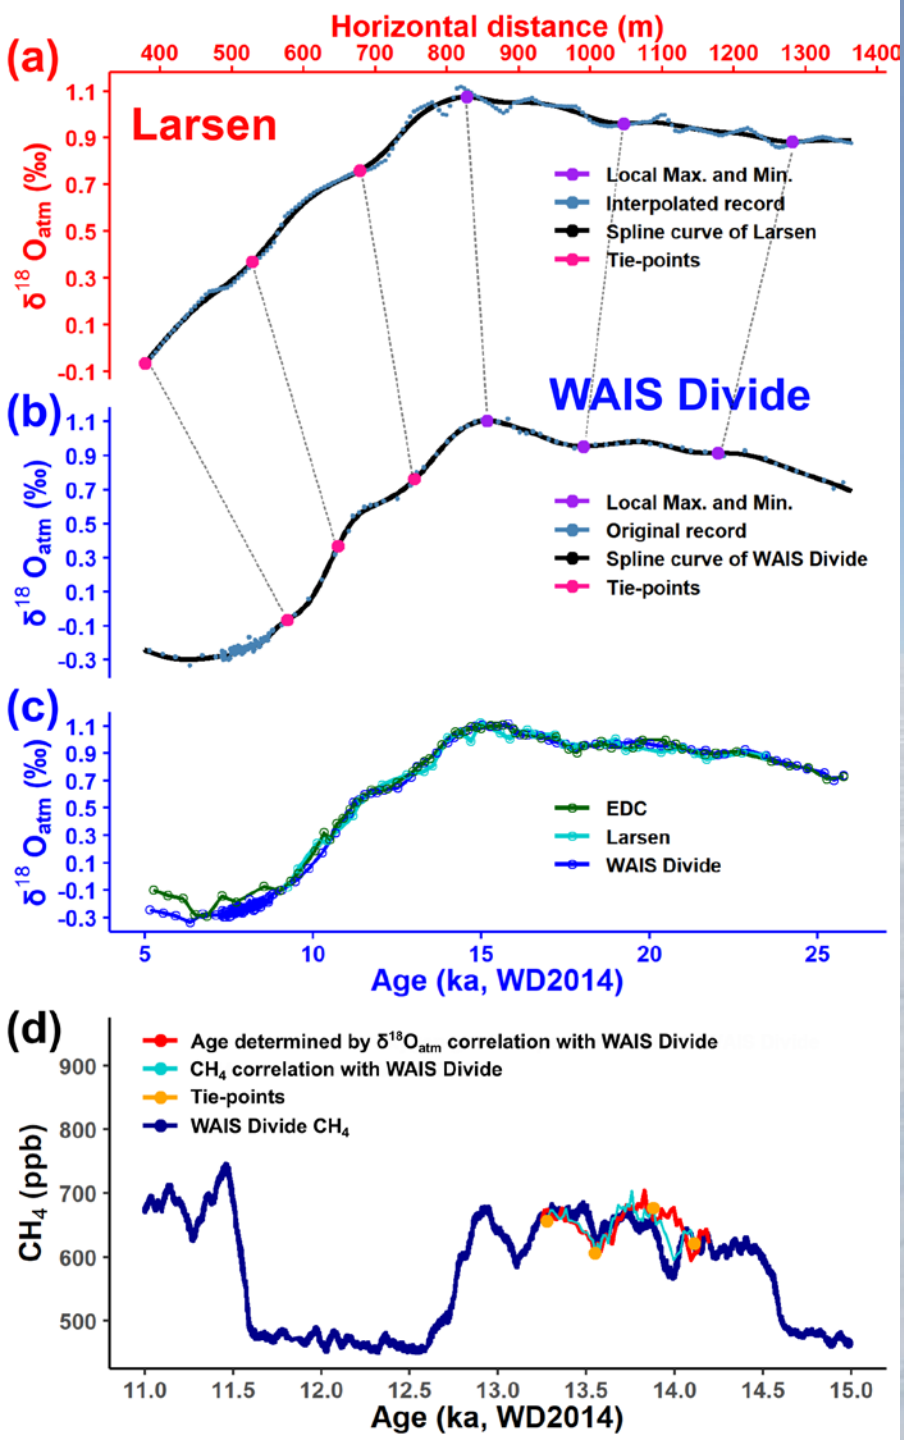 Horizontal distance (m)
(a)
400 500 600 700 800 900 1000 1100 1200 1300 1400
Larsen
δ¹⁸ Oatm (‰)
1.1
0.9
0.7
0.5
0.3
0.1
-0.1
Local Max. and Min.
Interpolated record
Spline curve of Larsen
Tie-points
(b)
WAIS Divide
δ¹⁸ Oatm (‰)
1.1
0.9
0.7
0.5
0.3
0.1
-0.1
-0.3
Local Max. and Min.
Original record
Spline curve of WAIS Divide
Tie-points
(c)
δ¹⁸ Oatm (‰)
1.1
0.9
0.7
0.5
0.3
0.1
-0.1
-0.3
EDC
Larsen
WAIS Divide
5 10 15 20 25
Age (ka, WD2014)
(d)
Age determined by δ¹⁸Oatm correlation with WAIS Divide
CH₄ correlation with WAIS Divide
Tie-points
WAIS Divide CH₄
CH₄ (ppb)
900
800
700
600
500
11.0 11.5 12.0 12.5 13.0 13.5 14.0 14.5 15.0
Age (ka, WD2014)